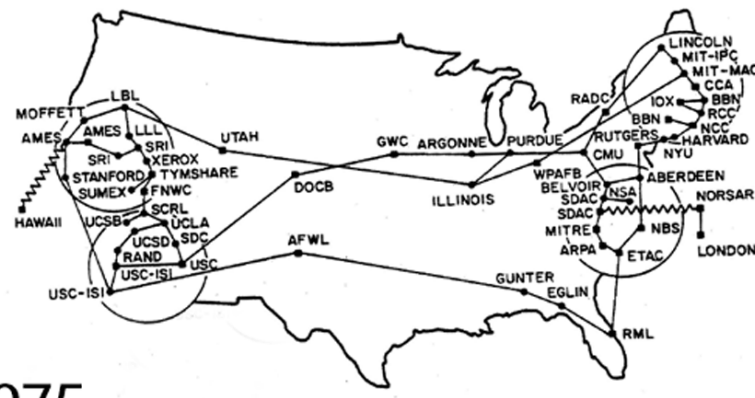 LINCOLN
MIT-IPC
MIT-MAC
CCA
BBN
RCC
NCC
HARVARD
NYU
IOX
BBN
RADC
RUTGERS
LBL
MOFFETT
AMES
AMES
LLL
SRI
SRI
XEROX
TYMSHARE
STANFORD
SUMEX
FNWC
HAWAII
UTAH
GWC
ARGONNE
PURDUE
CMU
WPAFB
DOCB
ILLINOIS
ABERDEEN
BELVOIR
NSA
SDAC
SDAC
NORSAR
MITRE
NBS
LONDON
ARPA
ETAC
SCRL
UCSB
UCLA
UCSD
SDC
RAND
USC-ISI
USC
USC-ISI
AFWL
GUNTER
EGLIN
RML